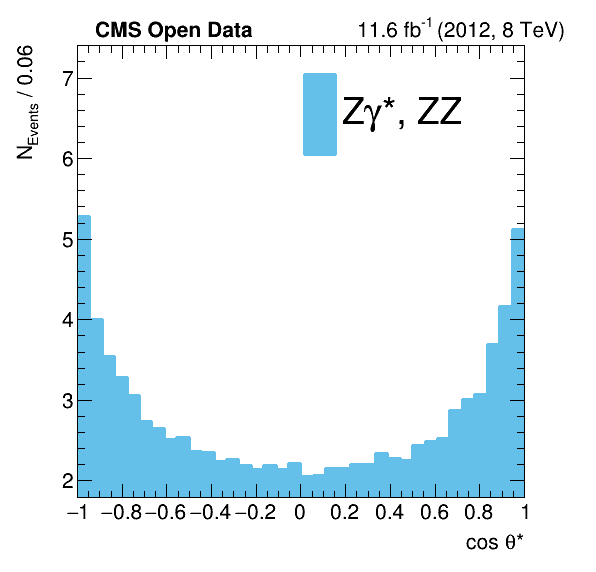 CMS Open Data 11.6 fb⁻¹ (2012, 8 TeV)
N_Events / 0.06
Zγ*, ZZ
7
6
5
4
3
2
−1 −0.8 −0.6 −0.4 −0.2 0 0.2 0.4 0.6 0.8 1
cos θ*